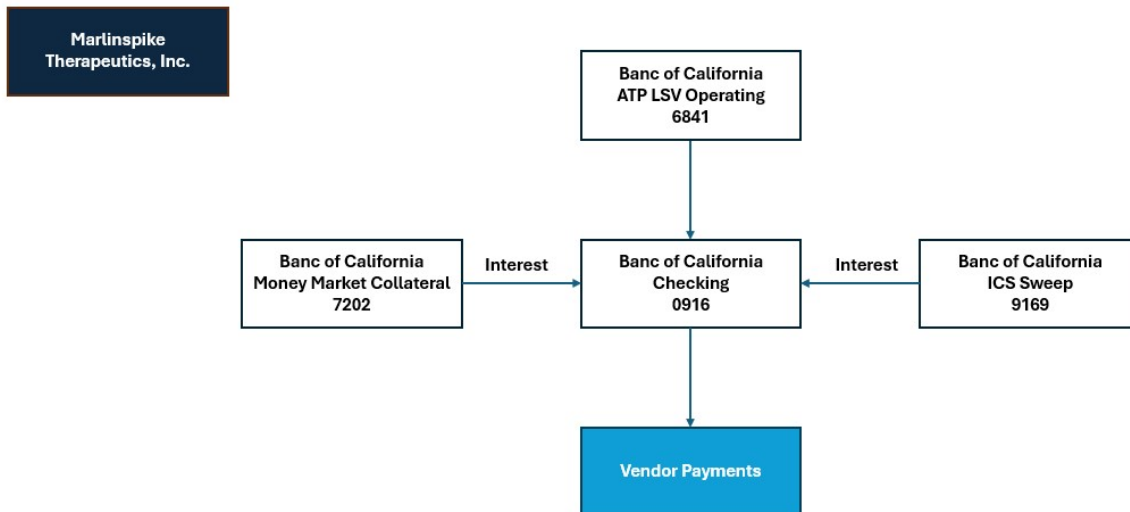 Marlinspike
Therapeutics, Inc.
Banc of California
ATP LSV Operating
6841
Banc of California
Money Market Collateral
7202
Interest
Banc of California
Checking
0916
Interest
Banc of California
ICS Sweep
9169
Vendor Payments